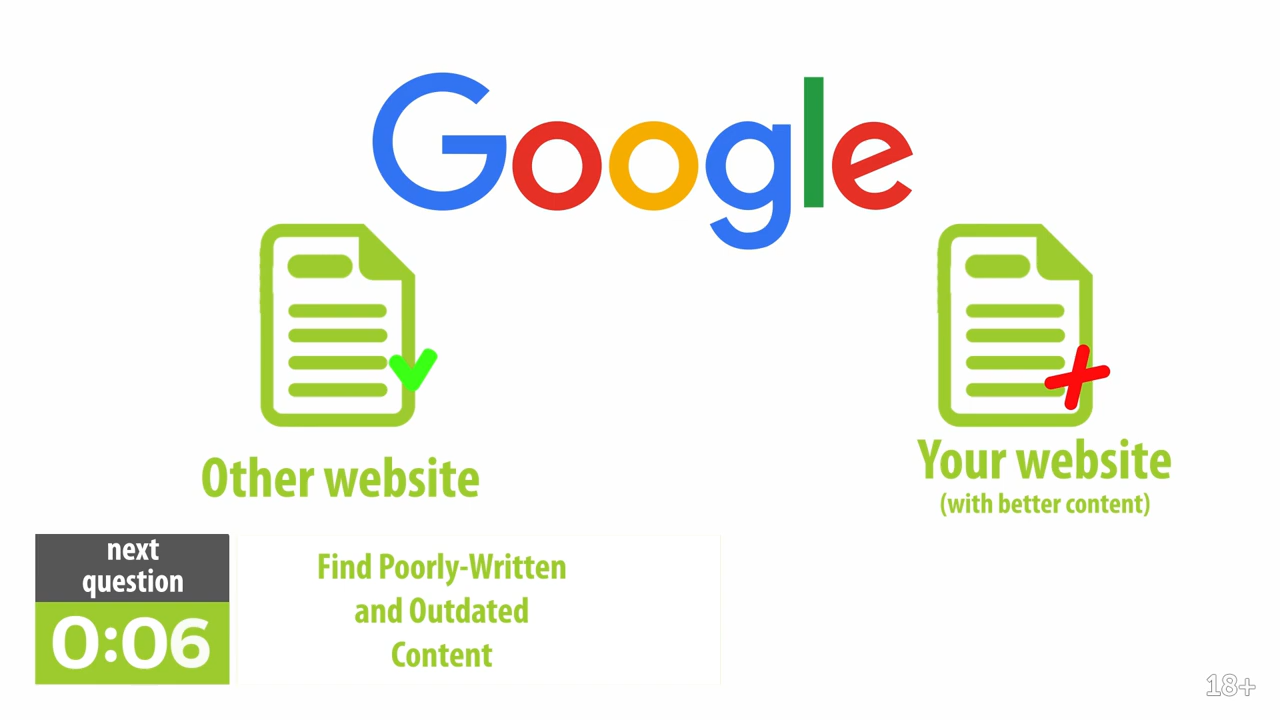 Google
Other website
Your website
(with better content)
next
question
0:06
Find Poorly-Written
and Outdated
Content
18+